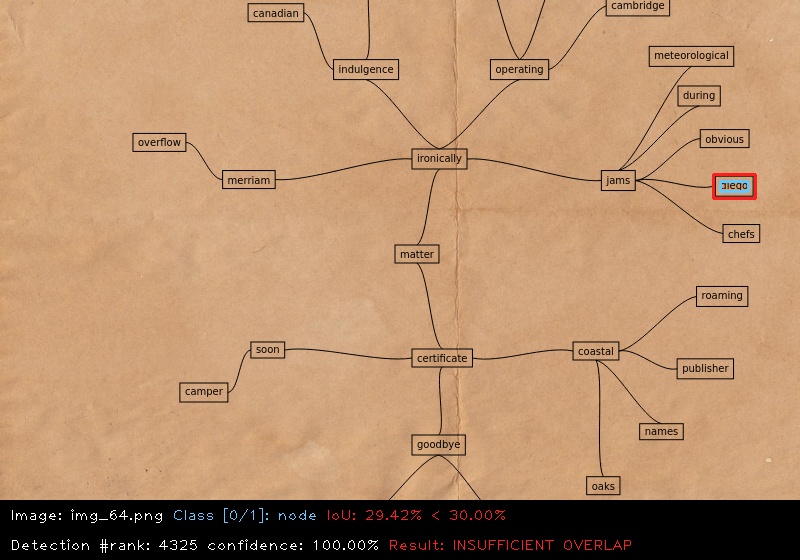 cambridge
canadian
meteorological
indulgence
operating
during
obvious
overflow
ironically
merriam
jams
diego
chefs
matter
roaming
soon
coastal
certificate
publisher
camper
names
goodbye
oaks
Image: img_64.png Class [0/1]: node IoU: 29.42% < 30.00%
Detection #rank: 4325 confidence: 100.00% Result: INSUFFICIENT OVERLAP